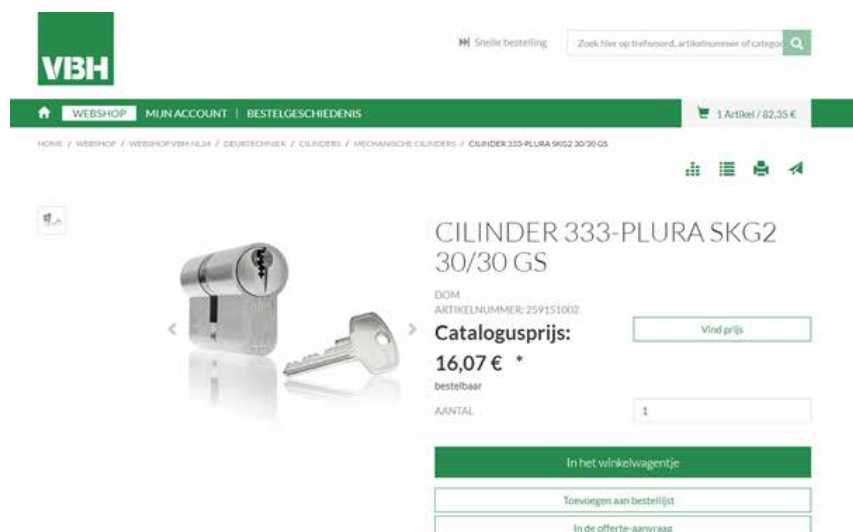 VBH
Snelle bestelling
Zoek hier op trefwoord, artikelnummer of categor
WEBSHOP MIJN ACCOUNT | BESTELGESCHIEDENIS
1 Artikel / 82,35 €
HOME / WEBSHOP / WEBSHOP VBH NL34 / DEURTECHNIEK / CILINDERS / MECHANISCHE CILINDERS / CILINDER 333-PLURA SKG2 30/30 GS
CILINDER 333-PLURA SKG2
30/30 GS
DOM
ARTIKELNUMMER: 259151002
Catalogusprijs:
Vind prijs
16,07 € *
bestelbaar
AANTAL
1
In het winkelwagentje
Toevoegen aan bestellijst
In de offerte-aanvraag